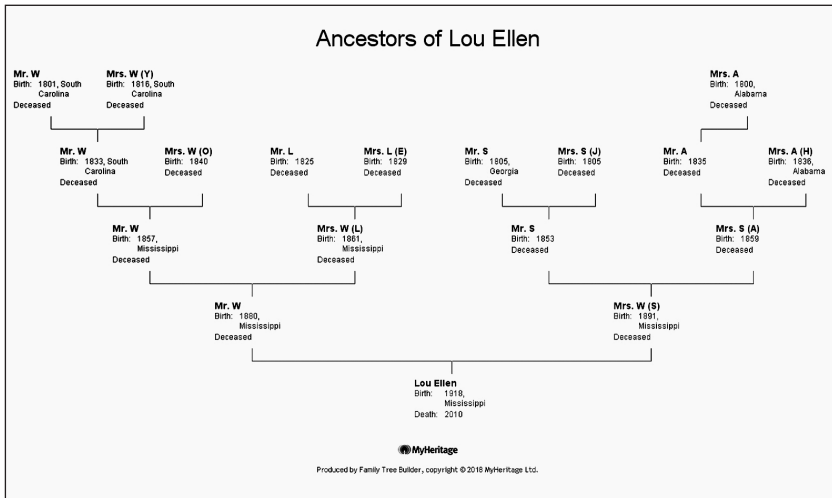 Ancestors of Lou Ellen
Mr. W
Birth: 1801, South
Carolina
Deceased
Mrs. W (Y)
Birth: 1816, South
Carolina
Deceased
Mrs. A
Birth: 1800,
Alabama
Deceased
Mr. W
Birth: 1833, South
Carolina
Deceased
Mrs. W (O)
Birth: 1840
Deceased
Mr. L
Birth: 1825
Deceased
Mrs. L (E)
Birth: 1829
Deceased
Mr. S
Birth: 1805,
Georgia
Deceased
Mrs. S (J)
Birth: 1805
Deceased
Mr. A
Birth: 1835
Deceased
Mrs. A (H)
Birth: 1836,
Alabama
Deceased
Mr. W
Birth: 1857,
Mississippi
Deceased
Mrs. W (L)
Birth: 1861,
Mississippi
Deceased
Mr. S
Birth: 1853
Deceased
Mrs. S (A)
Birth: 1859
Deceased
Mr. W
Birth: 1880,
Mississippi
Deceased
Mrs. W (S)
Birth: 1891,
Mississippi
Deceased
Lou Ellen
Birth: 1918,
Mississippi
Death: 2010
MyHeritage
Produced by Family Tree Builder, copyright © 2018 MyHeritage Ltd.